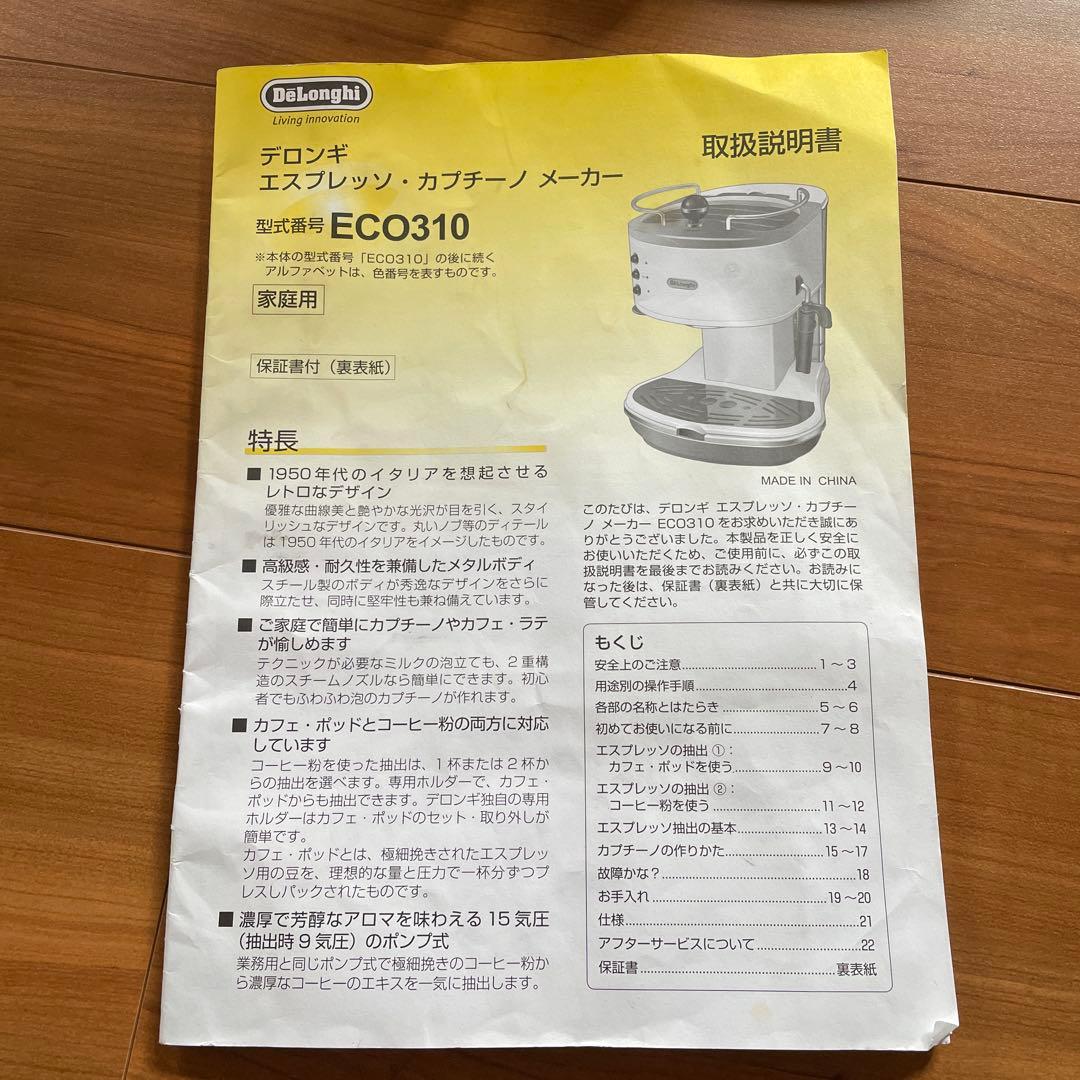 DeLonghi
Living innovation
デロンギ
エスプレッソ・カプチーノ メーカー
取扱説明書
型式番号 ECO310
※本体の型式番号「ECO310」の後に続く
アルファベットは、色番号を表すものです。
家庭用
保証書付（裏表紙）
DeLonghi
MADE IN CHINA
特長
■ 1950年代のイタリアを想起させる
レトロなデザイン
優雅な曲線美と艶やかな光沢が目を引く、スタイ
リッシュなデザインです。丸いノブ等のディテール
は1950年代のイタリアをイメージしたものです。
■ 高級感・耐久性を兼備したメタルボディ
スチール製のボディが秀逸なデザインをさらに
際立たせ、同時に堅牢性も兼ね備えています。
■ ご家庭で簡単にカプチーノやカフェ・ラテ
が愉しめます
テクニックが必要なミルクの泡立ても、2重構
造のスチームノズルなら簡単にできます。初心
者でもふわふわ泡のカプチーノが作れます。
■ カフェ・ポッドとコーヒー粉の両方に対応
しています
コーヒー粉を使った抽出は、1杯または2杯か
らの抽出を選べます。専用ホルダーで、カフェ・
ポッドからも抽出できます。デロンギ独自の専用
ホルダーはカフェ・ポッドのセット・取り外しが
簡単です。
カフェ・ポッドとは、極細挽きされたエスプレッ
ソ用の豆を、理想的な量と圧力で一杯分ずつプ
レスしパックされたものです。
■ 濃厚で芳醇なアロマを味わえる15気圧
（抽出時9気圧）のポンプ式
業務用と同じポンプ式で極細挽きのコーヒー粉か
ら濃厚なコーヒーのエキスを一気に抽出します。
このたびは、デロンギ エスプレッソ・カプチー
ノ メーカー ECO310をお求めいただき誠にあ
りがとうございました。本製品を正しく安全に
お使いいただくため、ご使用前に、必ずこの取
扱説明書を最後までお読みください。お読みに
なった後は、保証書（裏表紙）と共に大切に保
管してください。
もくじ
安全上のご注意……1～3
用途別の操作手順……4
各部の名称とはたらき……5～6
初めてお使いになる前に……7～8
エスプレッソの抽出 ①：
カフェ・ポッドを使う……9～10
エスプレッソの抽出 ②：
コーヒー粉を使う……11～12
エスプレッソ抽出の基本……13～14
カプチーノの作りかた……15～17
故障かな？……18
お手入れ……19～20
仕様……21
アフターサービスについて……22
保証書……裏表紙